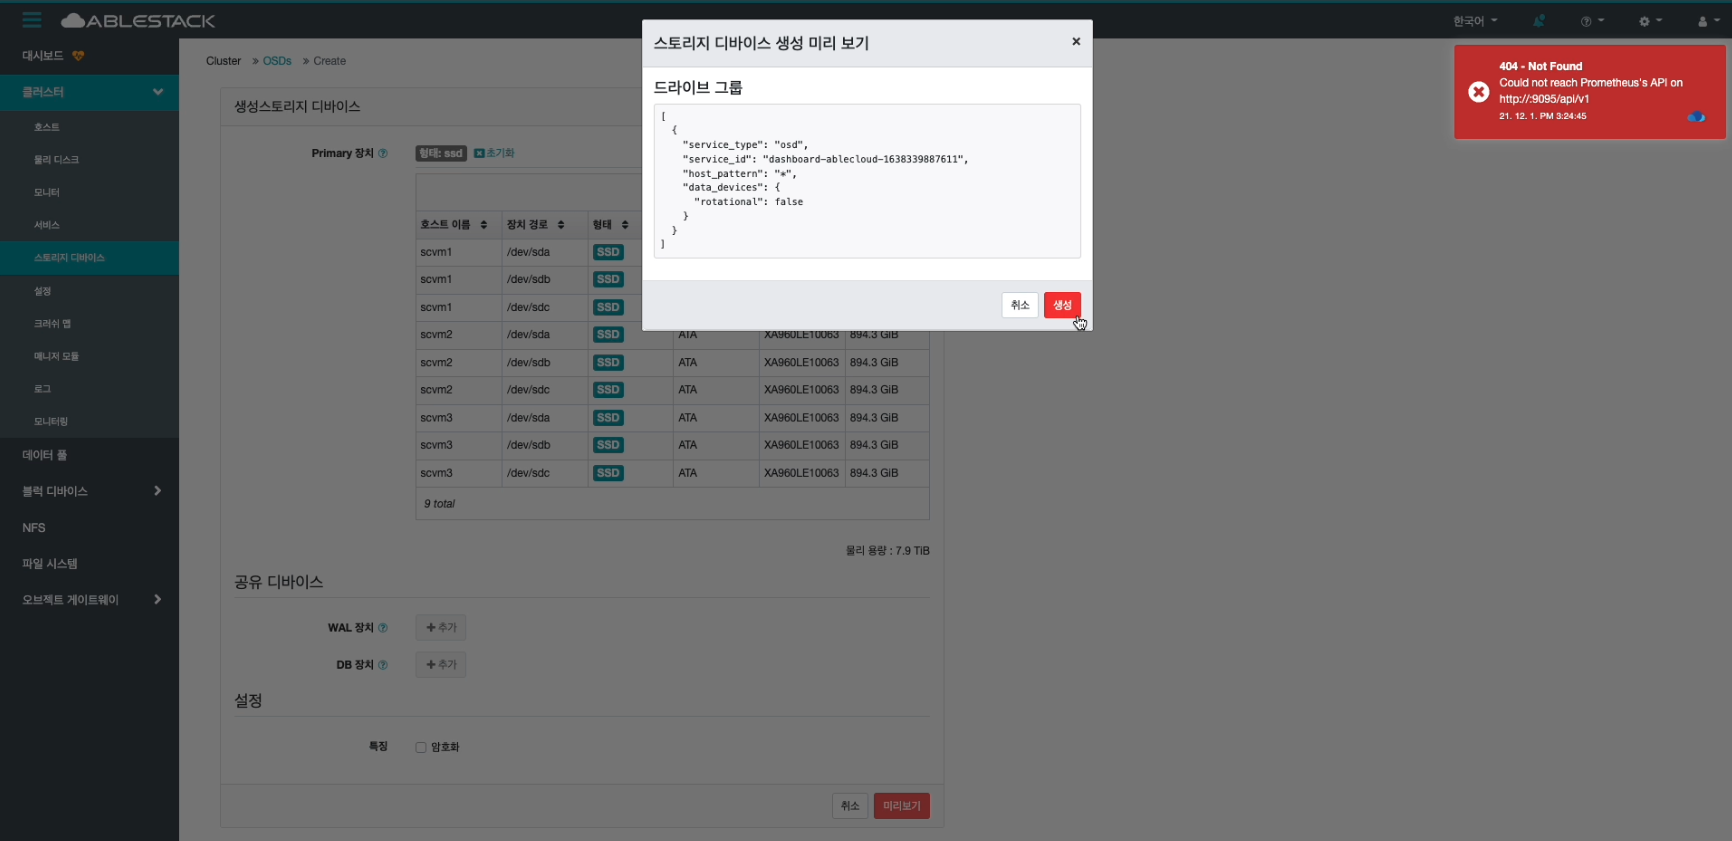 ABLESTACK
한국어
대시보드
클러스터
호스트
물리 디스크
모니터
서비스
스토리지 디바이스
설정
크러쉬 맵
매니저 모듈
로그
모니터링
데이터 풀
블럭 디바이스
NFS
파일 시스템
오브젝트 게이트웨이
Cluster » OSDs » Create
생성스토리지 디바이스
Primary 장치
형태: ssd 초기화
호스트 이름 장치 경로 형태
scvm1 /dev/sda SSD
scvm1 /dev/sdb SSD
scvm1 /dev/sdc SSD
scvm2 /dev/sda SSD ATA XA960LE10063 894.3 GiB
scvm2 /dev/sdb SSD ATA XA960LE10063 894.3 GiB
scvm2 /dev/sdc SSD ATA XA960LE10063 894.3 GiB
scvm3 /dev/sda SSD ATA XA960LE10063 894.3 GiB
scvm3 /dev/sdb SSD ATA XA960LE10063 894.3 GiB
scvm3 /dev/sdc SSD ATA XA960LE10063 894.3 GiB
9 total
물리 용량 : 7.9 TiB
공유 디바이스
WAL 장치 +추가
DB 장치 +추가
설정
특징 암호화
취소 미리보기
스토리지 디바이스 생성 미리 보기 ×
드라이브 그룹
[
{
"service_type": "osd",
"service_id": "dashboard-ablecloud-1638339887611",
"host_pattern": "*",
"data_devices": {
"rotational": false
}
}
]
취소 생성
404 - Not Found
Could not reach Prometheus's API on
http://:9095/api/v1
21. 12. 1. PM 3:24:45